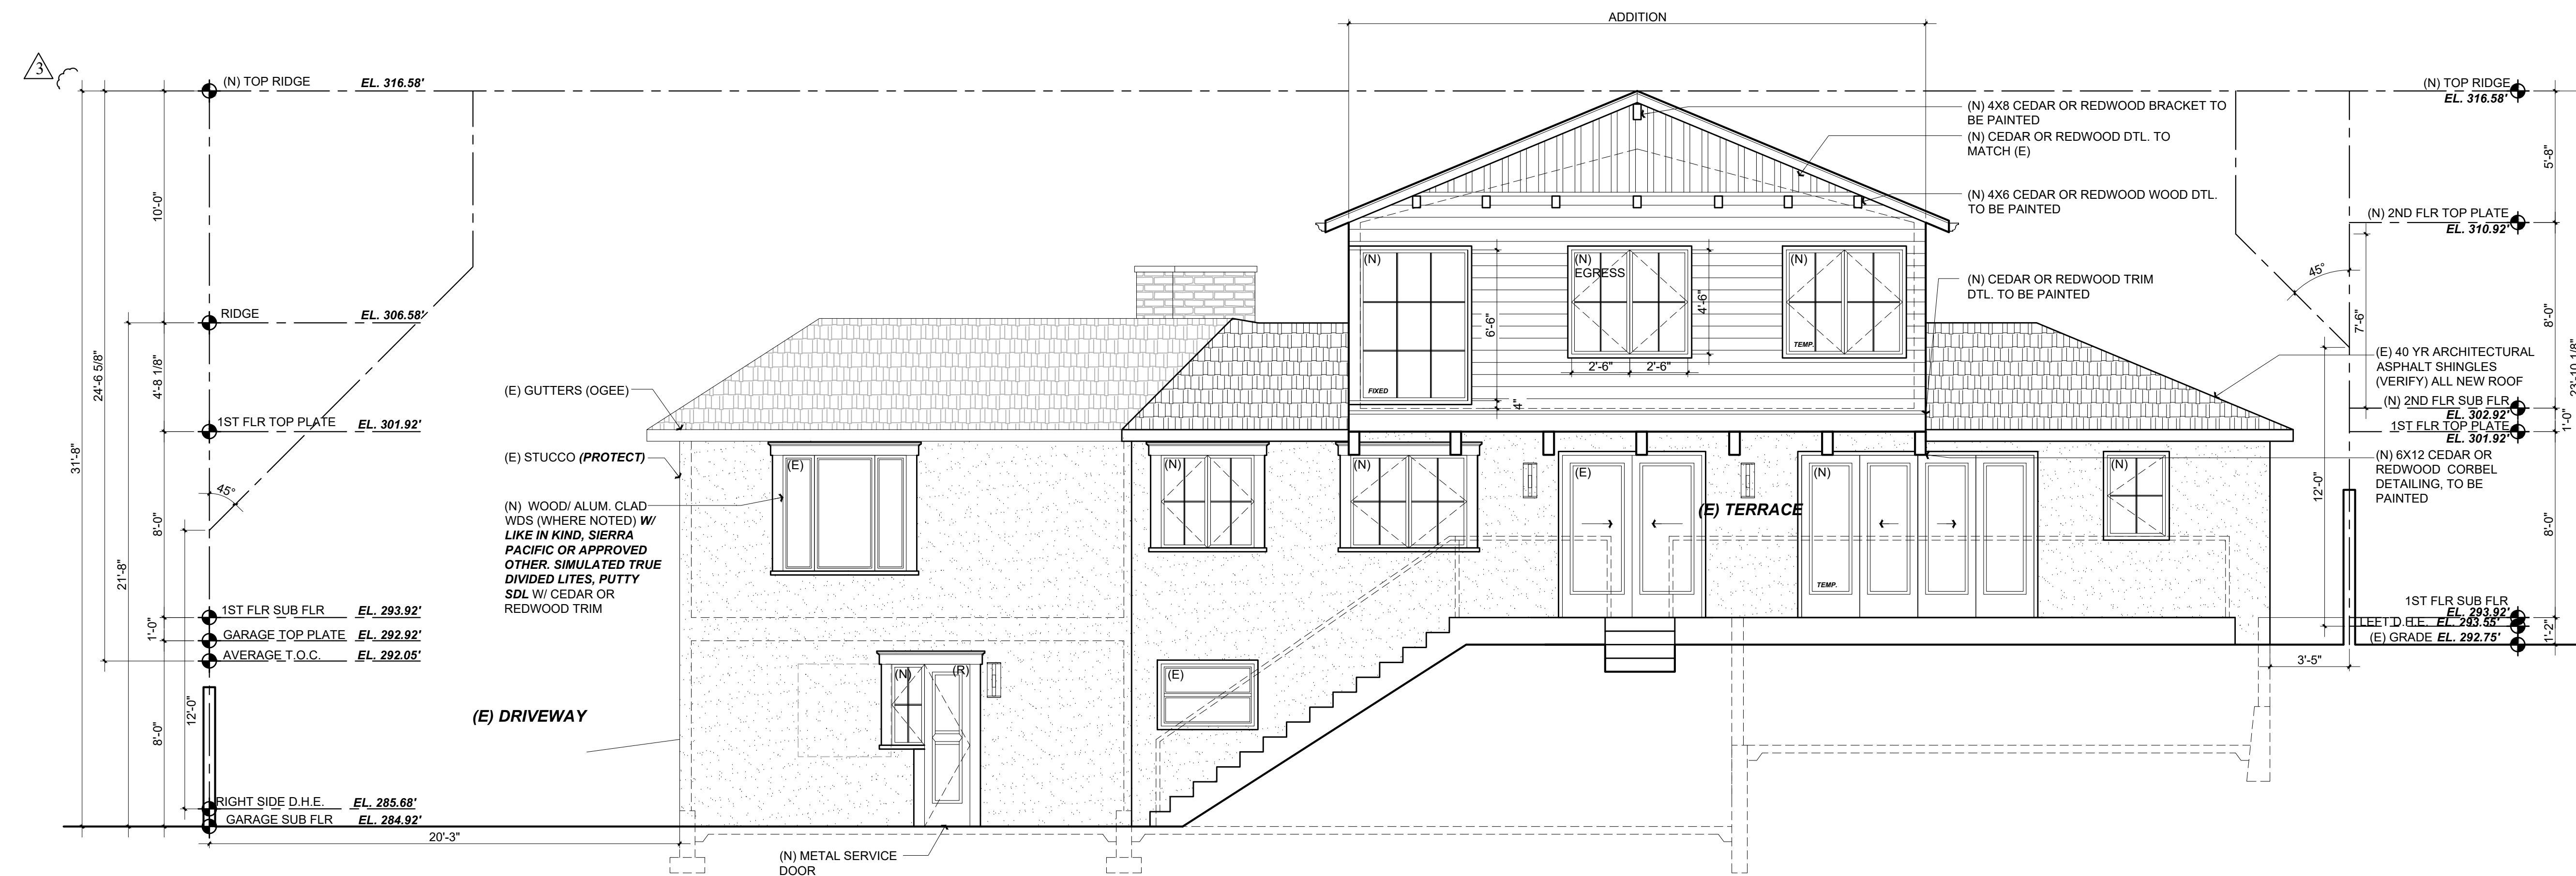 ADDITION
3
(N) TOP RIDGE EL. 316.58'
RIDGE EL. 306.58'
1ST FLR TOP PLATE EL. 301.92'
1ST FLR SUB FLR EL. 293.92'
GARAGE TOP PLATE EL. 292.92'
AVERAGE T.O.C. EL. 292.05'
RIGHT SIDE D.H.E. EL. 285.68'
GARAGE SUB FLR EL. 284.92'
31'-8"
24'-6 5/8"
21'-8"
10'-0"
4'-8 1/8"
8'-0"
1'-0"
8'-0"
12'-0"
45°
20'-3"
(E) DRIVEWAY
(E) GUTTERS (OGEE)
(E) STUCCO (PROTECT)
(N) WOOD/ ALUM. CLAD
WDS (WHERE NOTED) W/
LIKE IN KIND, SIERRA
PACIFIC OR APPROVED
OTHER. SIMULATED TRUE
DIVIDED LITES, PUTTY
SDL W/ CEDAR OR
REDWOOD TRIM
(N) METAL SERVICE
DOOR
(E)
(N)
(R)
(E)
(N)
(N)
(E)
(N)
TEMP.
(N)
(E) TERRACE
(N)
FIXED
6'-6"
4"
(N)
EGRESS
4'-6"
2'-6"
2'-6"
(N)
TEMP.
(N) 4X8 CEDAR OR REDWOOD BRACKET TO
BE PAINTED
(N) CEDAR OR REDWOOD DTL. TO
MATCH (E)
(N) 4X6 CEDAR OR REDWOOD WOOD DTL.
TO BE PAINTED
(N) CEDAR OR REDWOOD TRIM
DTL. TO BE PAINTED
(E) 40 YR ARCHITECTURAL
ASPHALT SHINGLES
(VERIFY) ALL NEW ROOF
(N) 6X12 CEDAR OR
REDWOOD CORBEL
DETAILING, TO BE
PAINTED
(N) TOP RIDGE
EL. 316.58'
(N) 2ND FLR TOP PLATE
EL. 310.92'
(N) 2ND FLR SUB FLR
EL. 302.92'
1ST FLR TOP PLATE
EL. 301.92'
1ST FLR SUB FLR
EL. 293.92'
LEFT D.H.E. EL. 293.55'
(E) GRADE EL. 292.75'
45°
7'-6"
12'-0"
3'-5"
5'-8"
8'-0"
1'-0"
8'-0"
1'-2"
23'-10 1/8"